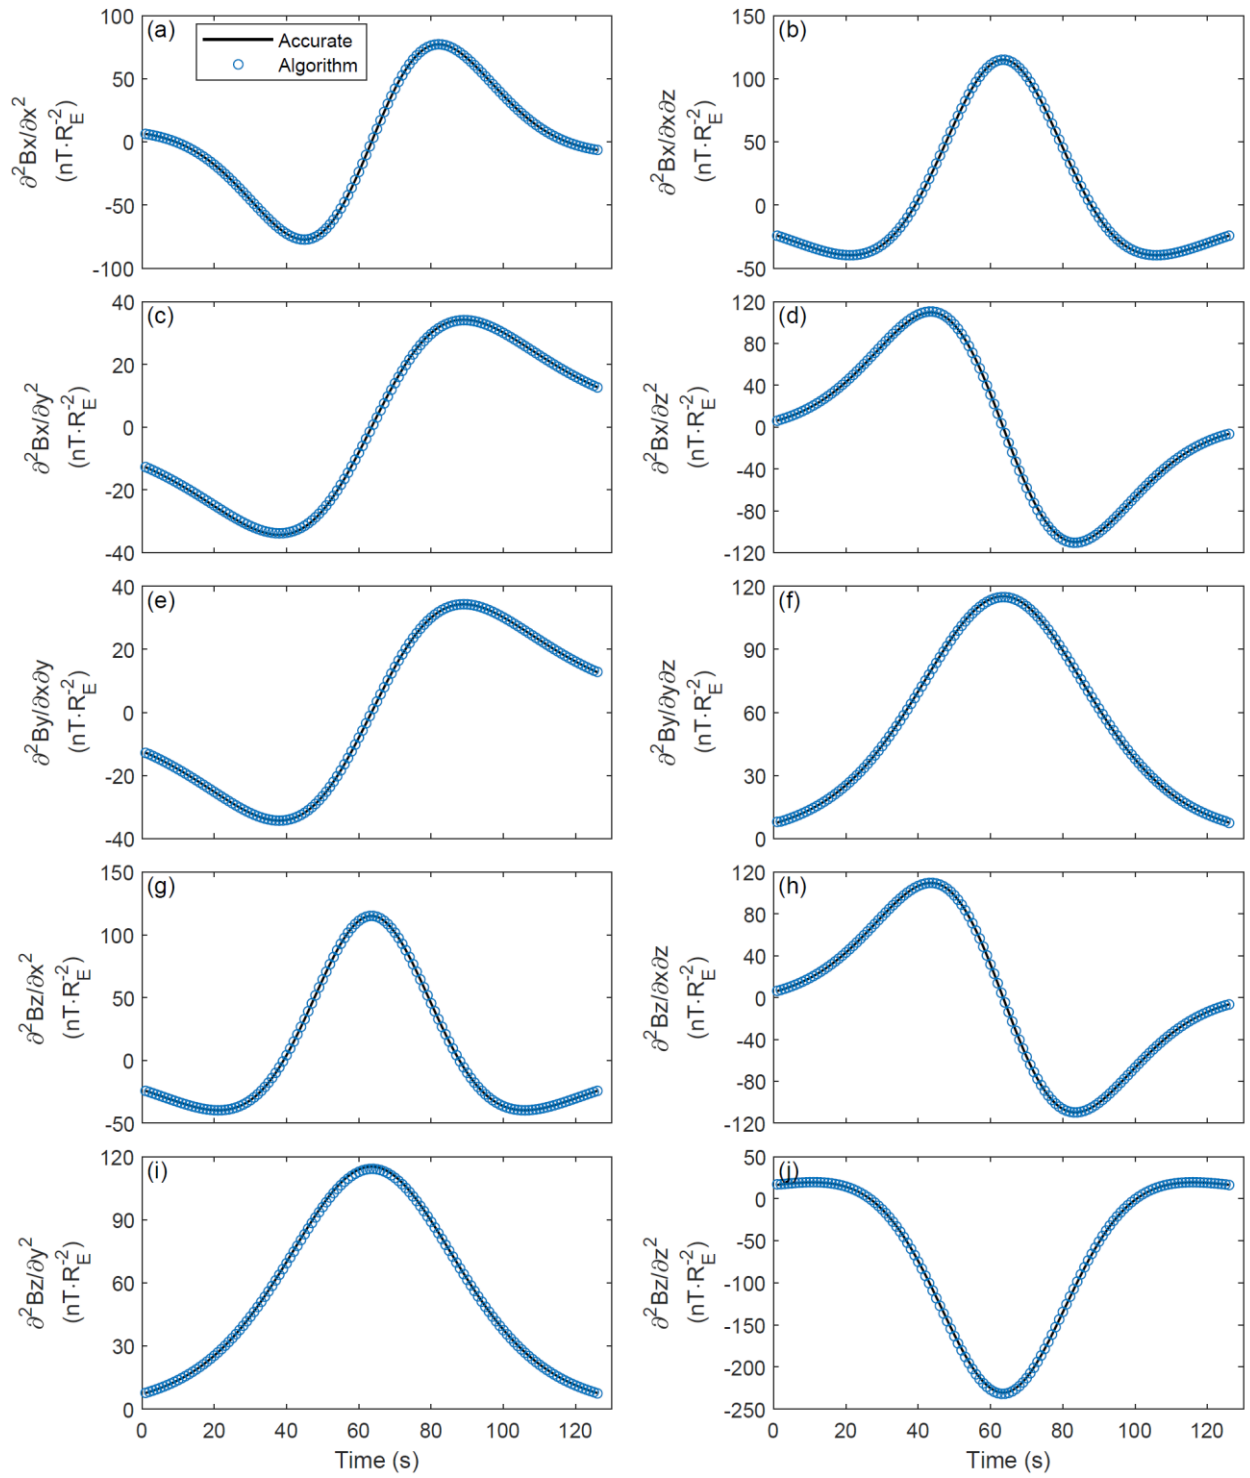 (a)
Accurate
Algorithm
100
50
0
-50
-100
∂²Bx/∂x²
(nT·R_E^-2)
(b)
150
100
50
0
-50
∂²Bx/∂x∂z
(nT·R_E^-2)
(c)
40
20
0
-20
-40
∂²Bx/∂y²
(nT·R_E^-2)
(d)
120
80
40
0
-40
-80
-120
∂²Bx/∂z²
(nT·R_E^-2)
(e)
40
20
0
-20
-40
∂²By/∂x∂y
(nT·R_E^-2)
(f)
120
90
60
30
0
∂²By/∂y∂z
(nT·R_E^-2)
(g)
150
100
50
0
-50
∂²Bz/∂x²
(nT·R_E^-2)
(h)
120
80
40
0
-40
-80
-120
∂²Bz/∂x∂z
(nT·R_E^-2)
(i)
120
90
60
30
0
∂²Bz/∂y²
(nT·R_E^-2)
0 20 40 60 80 100 120
Time (s)
(j)
50
0
-50
-100
-150
-200
-250
∂²Bz/∂z²
(nT·R_E^-2)
0 20 40 60 80 100 120
Time (s)